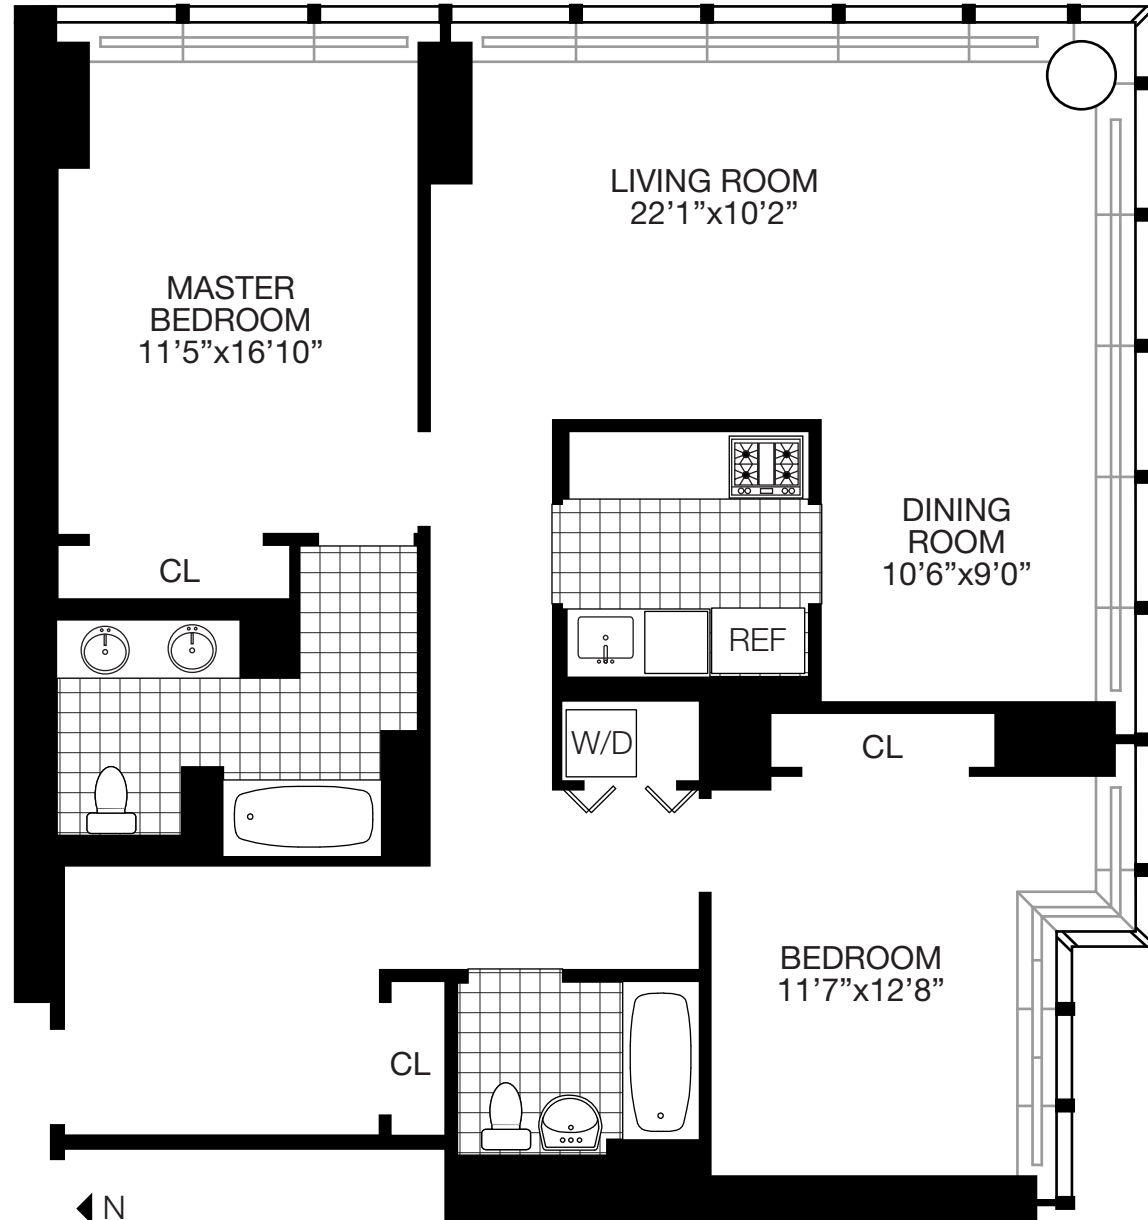 LIVING ROOM
22’1”x10’2”
MASTER
BEDROOM
11’5”x16’10”
DINING
ROOM
10’6”x9’0”
CL
REF
W/D
CL
BEDROOM
11’7”x12’8”
CL
N